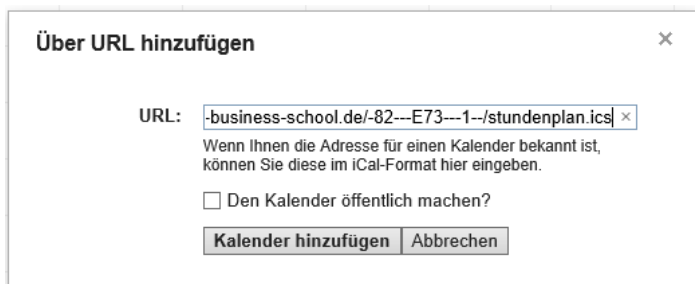 Über URL hinzufügen
URL: -business-school.de/-82---E73---1--/stundenplan.ics
Wenn Ihnen die Adresse für einen Kalender bekannt ist,
können Sie diese im iCal-Format hier eingeben.
Den Kalender öffentlich machen?
Kalender hinzufügen Abbrechen